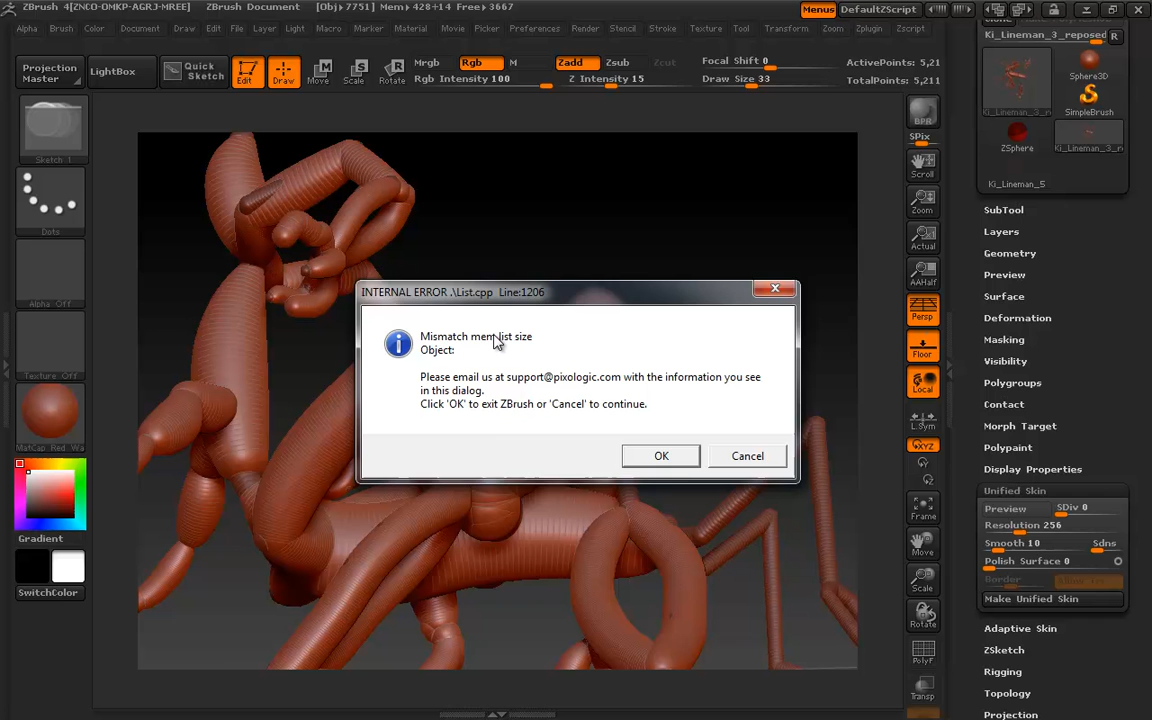 ZBrush 4[ZNCO-OMKP-AGRJ-MREE] ZBrush Document [Obj>7751] Mem>428+14 Free>3667 Menus DefaultZScript
Alpha Brush Color Document Draw Edit File Layer Light Macro Marker Material Movie Picker Preferences Render Stencil Stroke Texture Tool Transform Zoom Zplugin Zscript
Ki_Lineman_3_reposed R
Projection Master
LightBox
Quick Sketch
Edit Draw Move Scale Rotate
Mrgb Rgb M
Rgb Intensity 100
Zadd Zsub Zcut
Z Intensity 15
Focal Shift 0
Draw Size 33
ActivePoints: 5,21
TotalPoints: 5,211
Sphere3D
Ki_Lineman_3_r
SimpleBrush
ZSphere
Ki_Lineman_3_r
Ki_Lineman_5
Sketch 1
Dots
Alpha Off
Texture Off
MatCap Red Wa
Gradient
SwitchColor
BPR
SPix
Scroll
Zoom
Actual
AAHalf
Persp
Floor
Local
L.Sym
XYZ
Frame
Move
Scale
Rotate
PolyF
Transp
INTERNAL ERROR .\List.cpp Line:1206
Mismatch mem list size
Object:
Please email us at support@pixologic.com with the information you see
in this dialog.
Click 'OK' to exit ZBrush or 'Cancel' to continue.
OK Cancel
SubTool
Layers
Geometry
Preview
Surface
Deformation
Masking
Visibility
Polygroups
Contact
Morph Target
Polypaint
Display Properties
Unified Skin
Preview SDiv 0
Resolution 256
Smooth 10 Sdns
Polish Surface 0
Border
Make Unified Skin
Adaptive Skin
ZSketch
Rigging
Topology
Projection